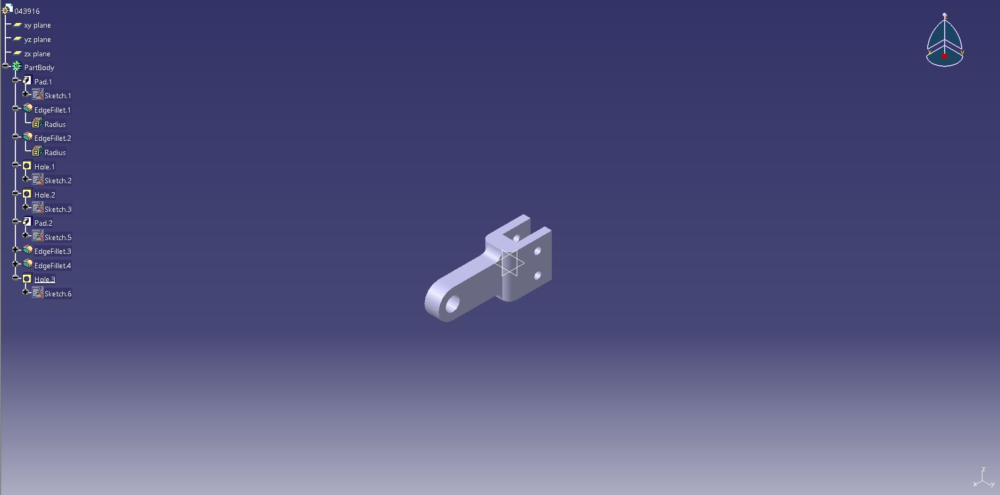 043916
xy plane
yz plane
zx plane
PartBody
Pad.1
Sketch.1
EdgeFillet.1
Radius
EdgeFillet.2
Radius
Hole.1
Sketch.2
Hole.2
Sketch.3
Pad.2
Sketch.5
EdgeFillet.3
EdgeFillet.4
Hole.3
Sketch.6
z
x y
z
x y